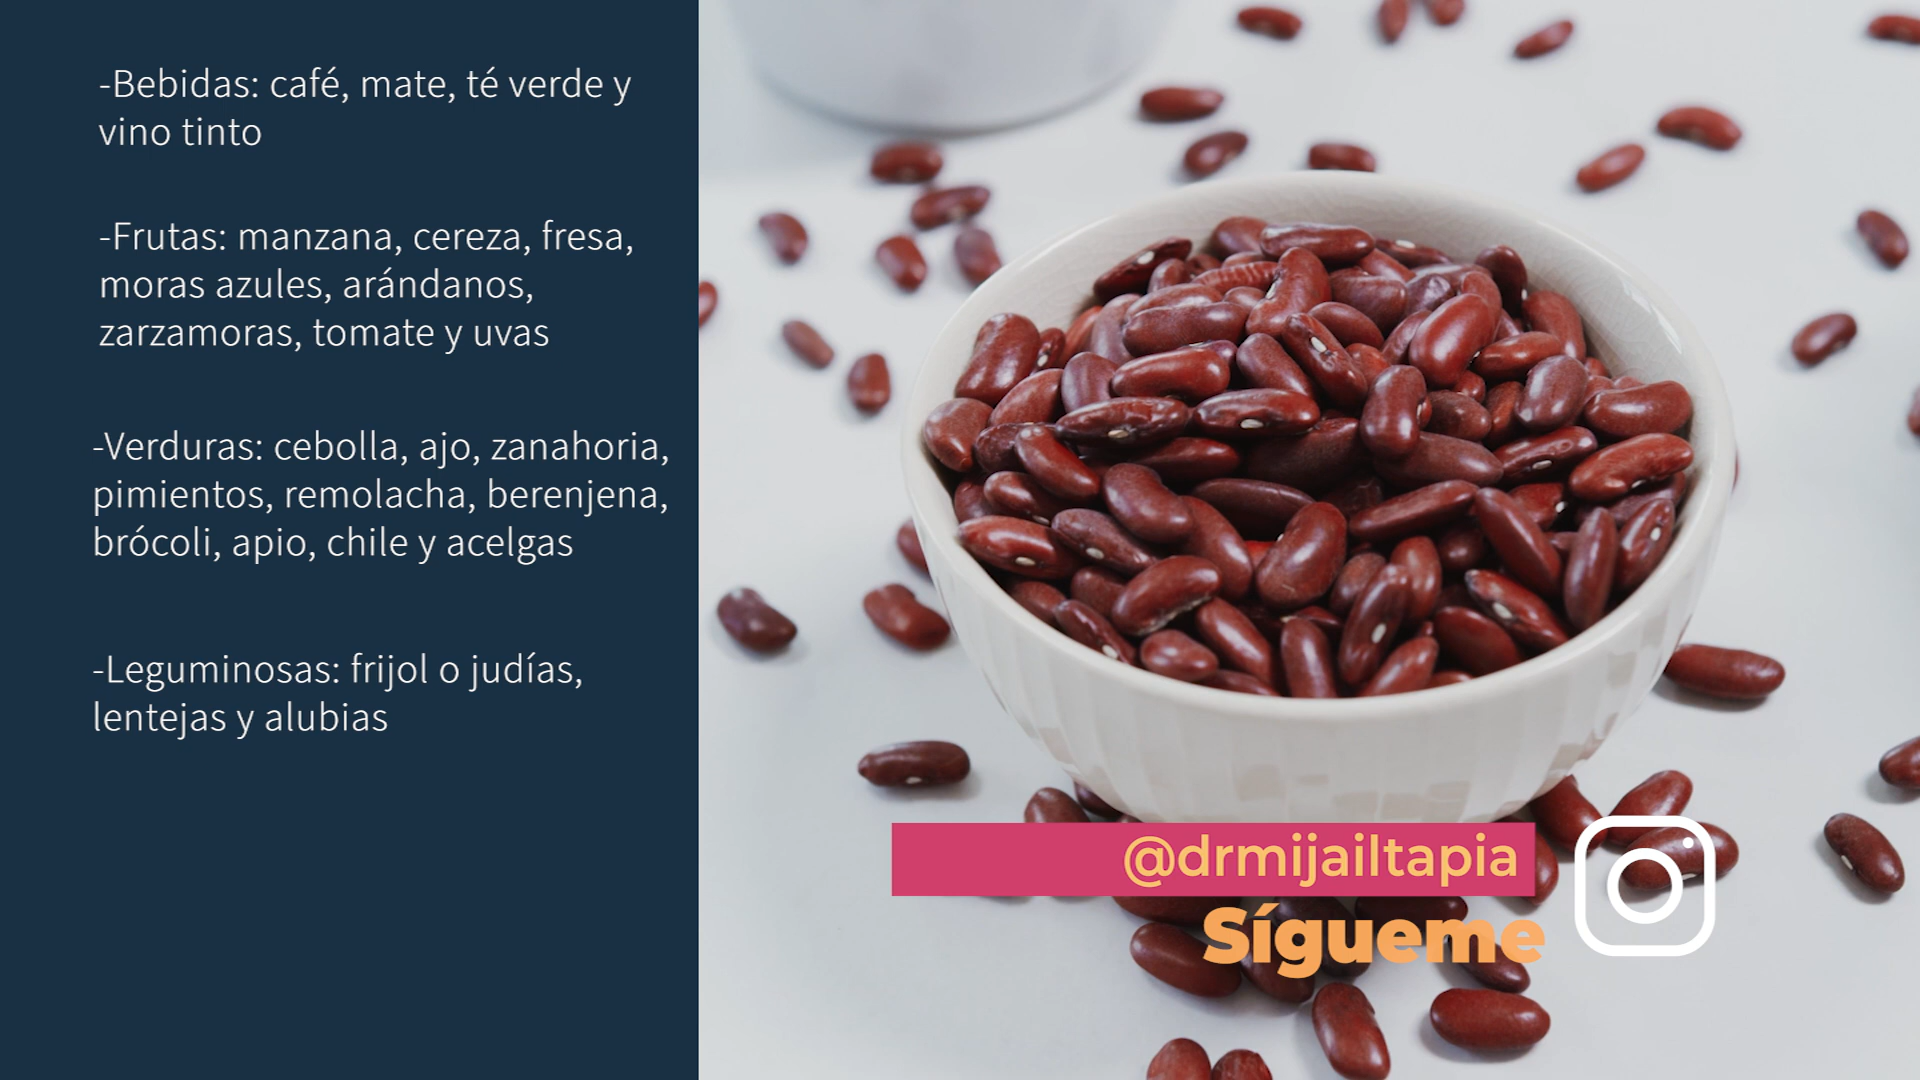 -Bebidas: café, mate, té verde y
vino tinto
-Frutas: manzana, cereza, fresa,
moras azules, arándanos,
zarzamoras, tomate y uvas
-Verduras: cebolla, ajo, zanahoria,
pimientos, remolacha, berenjena,
brócoli, apio, chile y acelgas
-Leguminosas: frijol o judías,
lentejas y alubias
@drmijailtapia
Sígueme